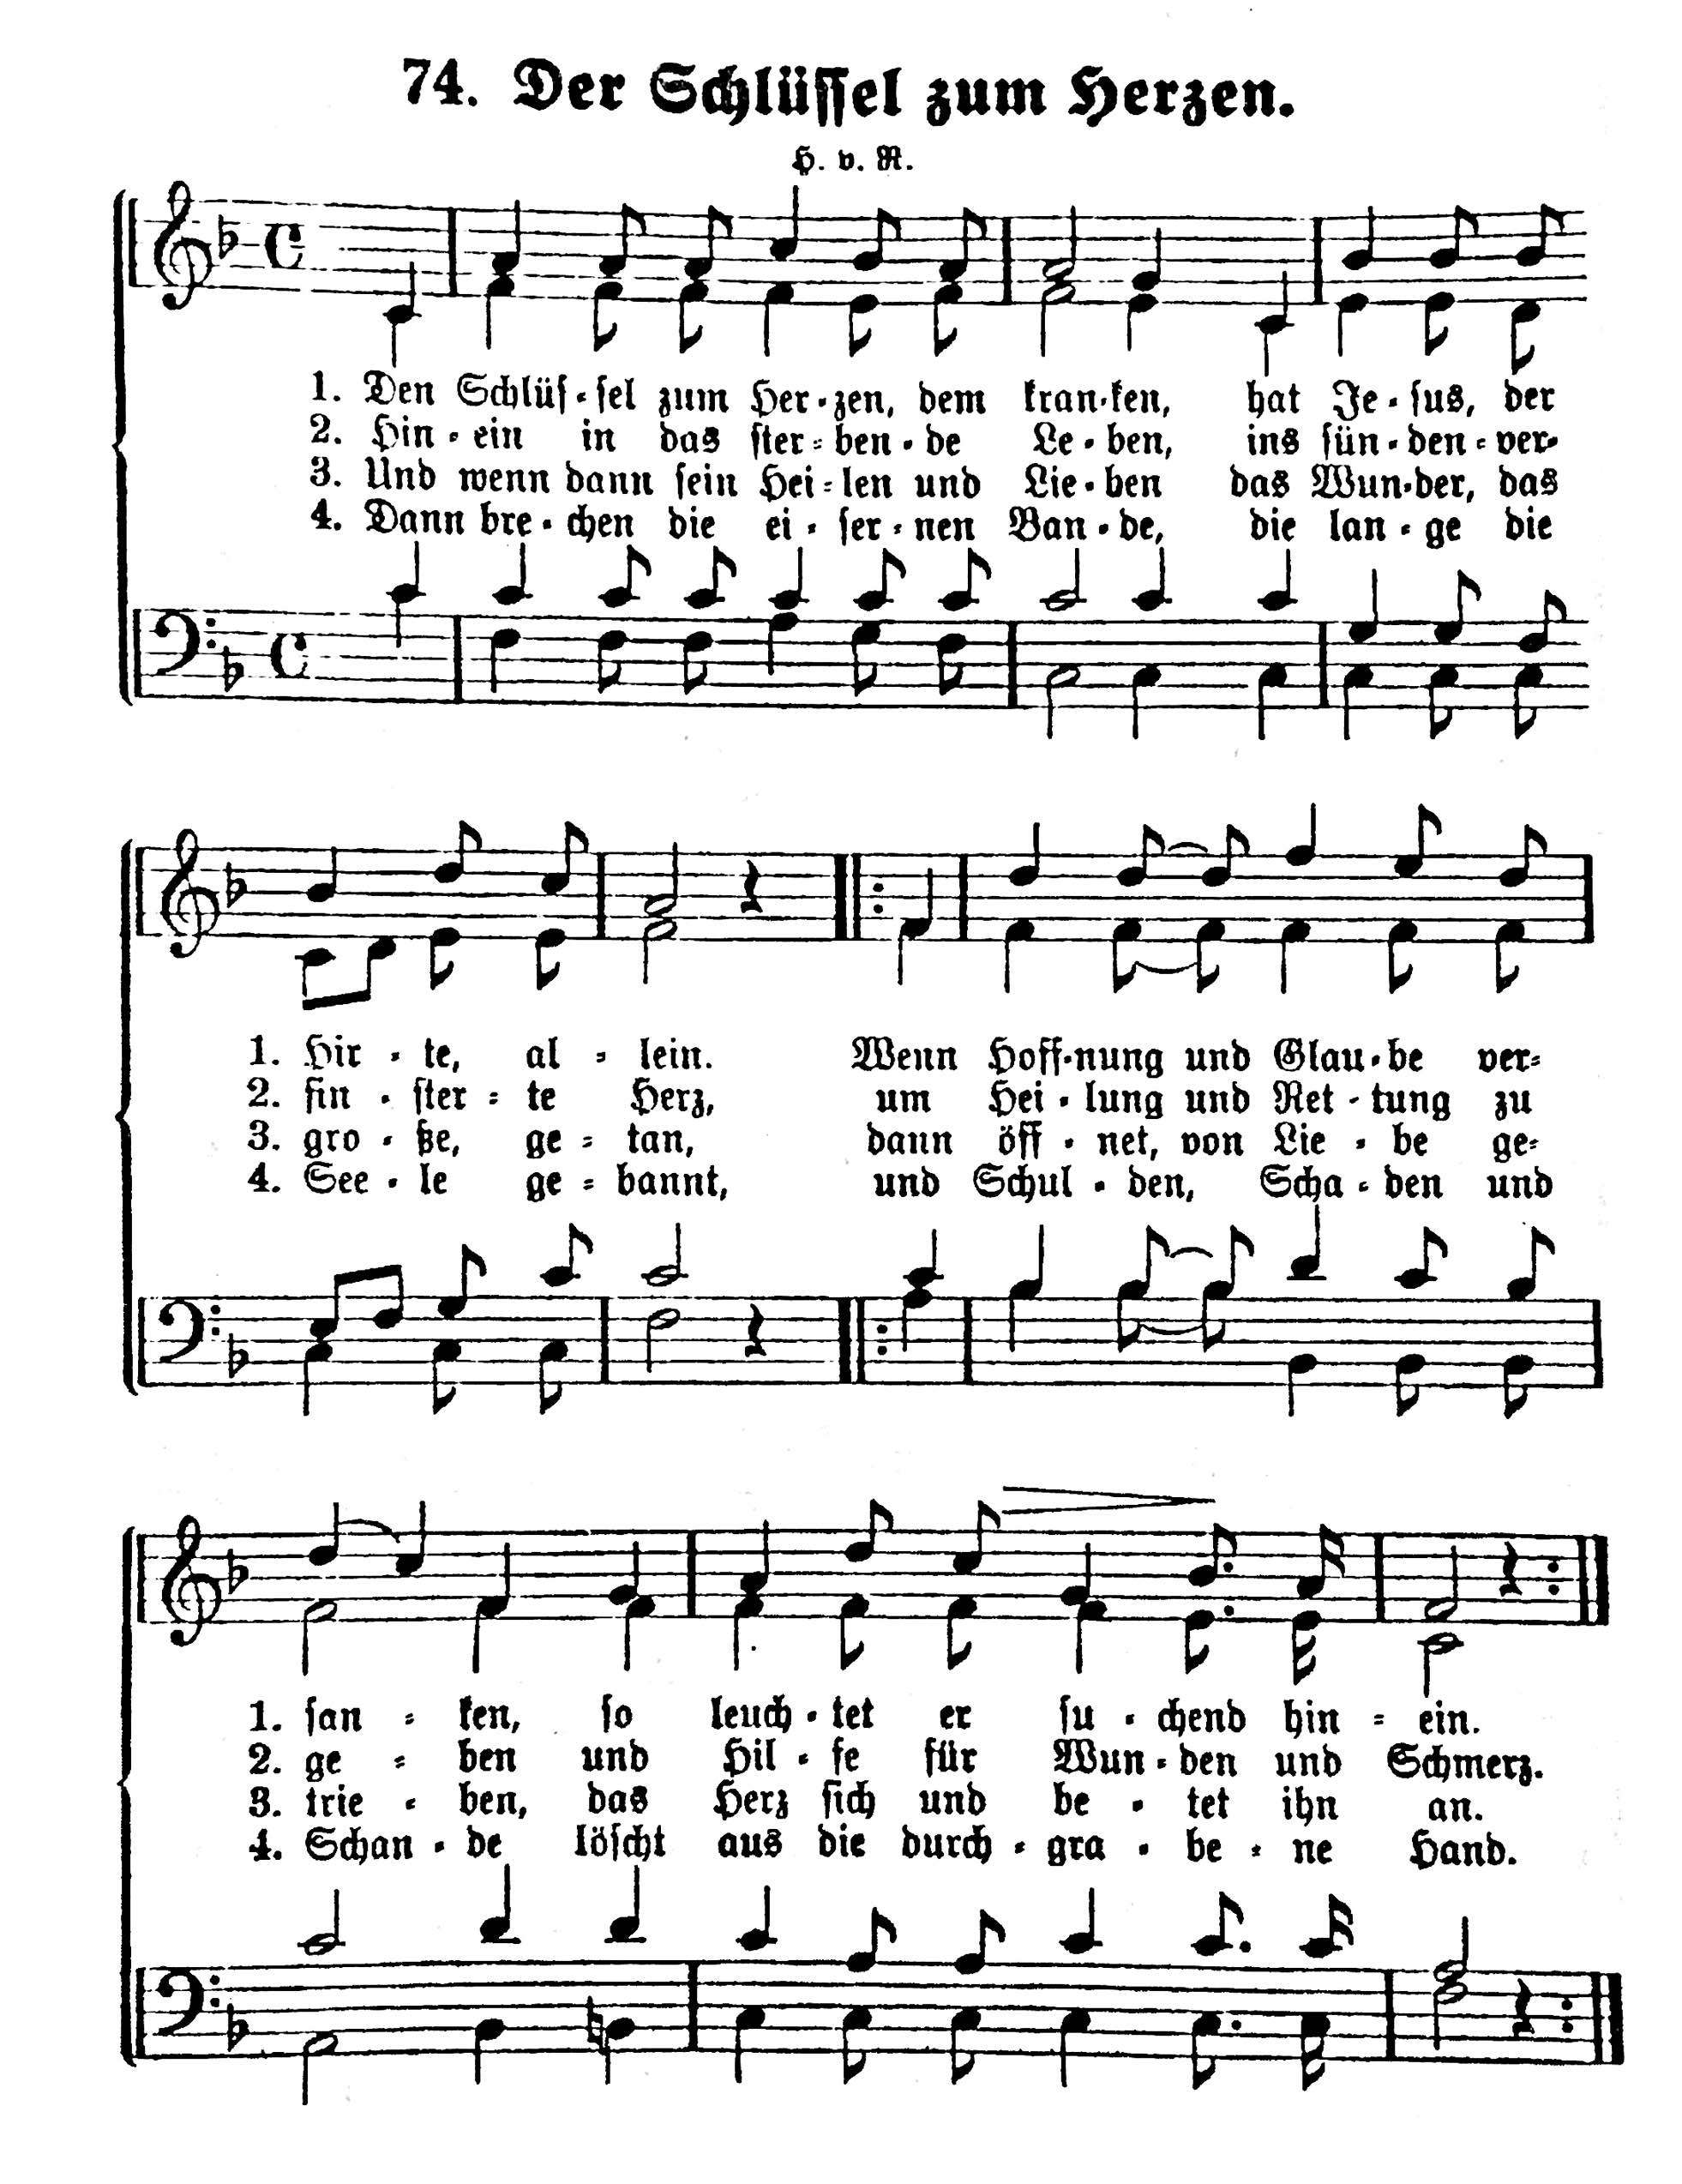 74. Der Schlüssel zum Herzen.
H. v. R.
1. Den Schlüs-sel zum Her-zen, dem kran-ken, hat Je-sus, der
2. Hin-ein in das ster-ben-de Le-ben, ins sün-den-ver-
3. Und wenn dann sein Hei-len und Lie-ben das Wun-der, das
4. Dann bre-chen die ei-ser-nen Ban-de, die lan-ge die
1. Hir-te, al-lein. Wenn Hoff-nung und Glau-be ver-
2. fin-ster-te Herz, um Hei-lung und Ret-tung zu
3. gro-ße, ge-tan, dann öff-net, von Lie-be ge-
4. See-le ge-bannt, und Schul-den, Scha-den und
1. san-ken, so leuch-tet er su-chend hin-ein.
2. ge-ben und Hil-fe für Wun-den und Schmerz.
3. trie-ben, das Herz sich und be-tet ihn an.
4. Schan-de löscht aus die durch-gra-be-ne Hand.